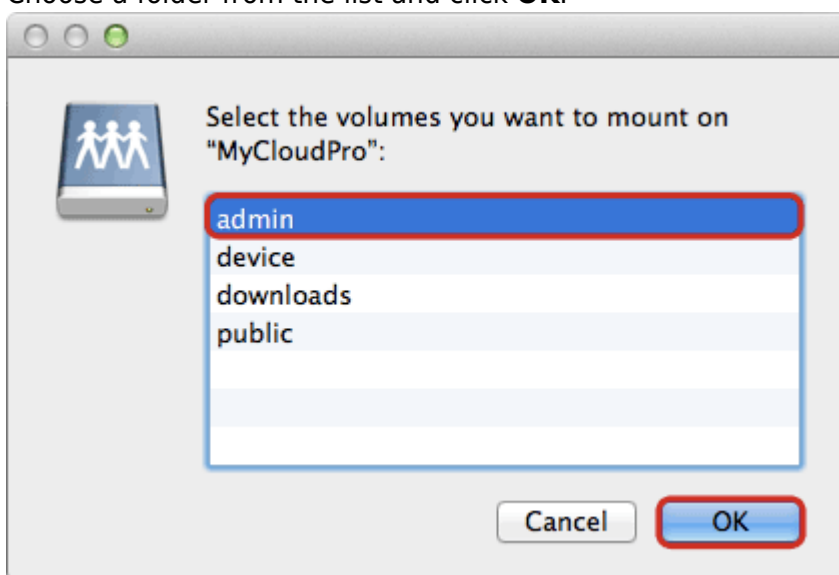 Choose a folder from the list and click OK.
Select the volumes you want to mount on
“MyCloudPro”:
admin
device
downloads
public
Cancel
OK